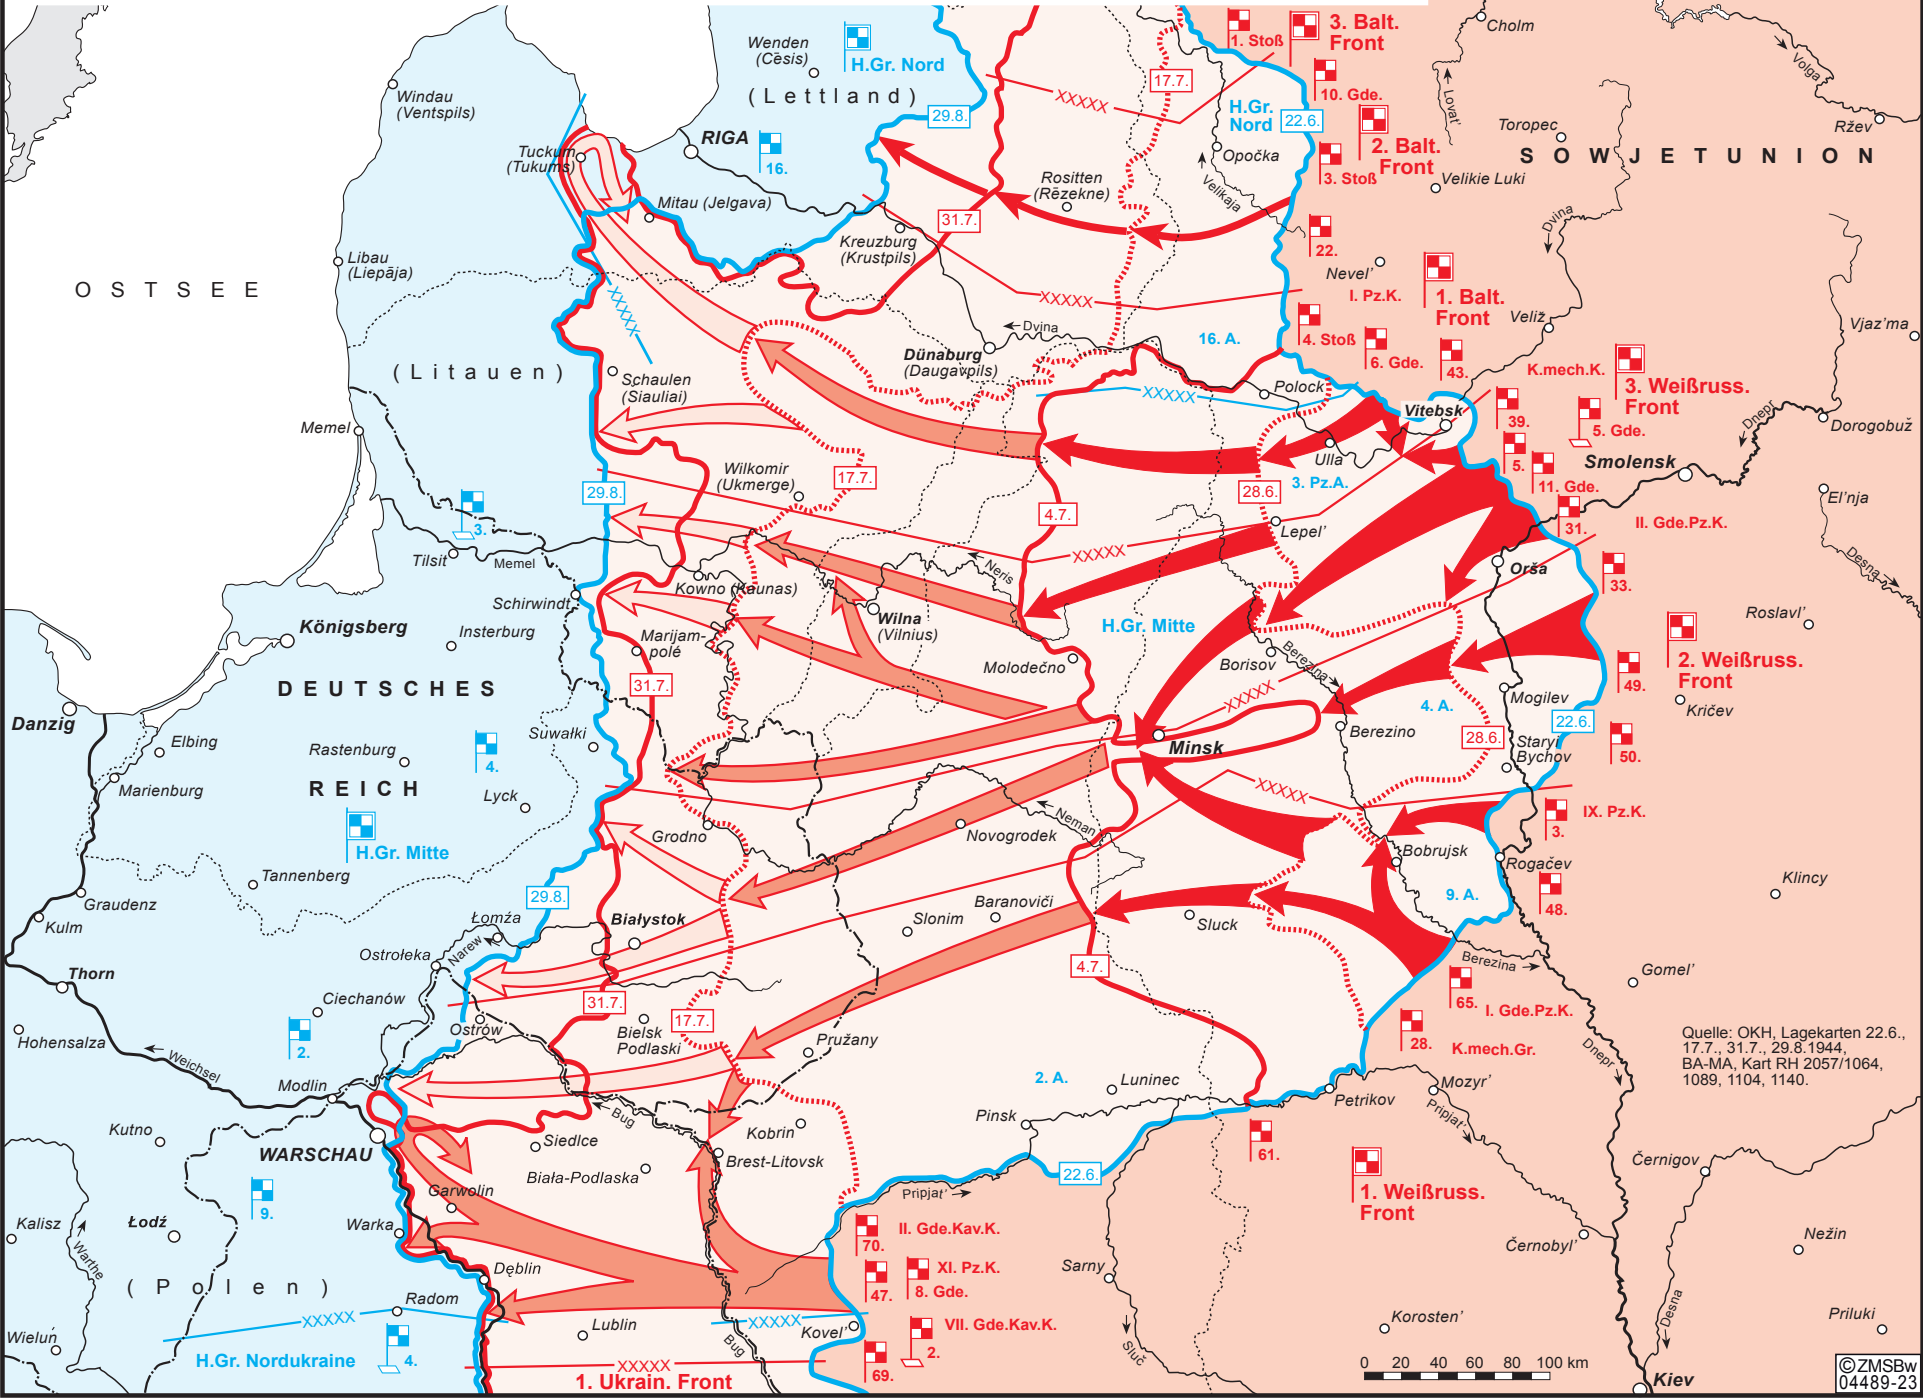 Wenden
(Cēsis)
H.Gr. Nord
(Lettland)
Windau
(Ventspils)
29.8.
RIGA
16.
Tuckum
(Tukums)
Mitau (Jelgava)
Kreuzburg
(Krustpils)
Rositten
(Rēzekne)
31.7.
XXXXX
17.7.
1. Stoß
3. Balt.
Front
10. Gde.
H.Gr.
Nord
22.6.
2. Balt.
Front
3. Stoß
Opočka
Velikaja
22.
Cholm
Lovat'
Volga
Toropec
Ržev
SOWJETUNION
Velikie Luki
Dvina
Nevel'
I. Pz.K.
1. Balt.
Front
Veliž
Vjaz'ma
OSTSEE
Libau
(Liepāja)
XXXXX
XXXXX
Dvina
16. A.
4. Stoß
6. Gde.
43.
K.mech.K.
3. Weißruss.
Front
Dünaburg
(Daugavpils)
(Litauen)
Schaulen
(Siauliai)
XXXXX
Polock
Vitebsk
39.
5. Gde.
Dnepr
Dorogobuž
Memel
Wilkomir
(Ukmerge)
17.7.
Ulla
3. Pz.A.
28.6.
5.
11. Gde.
Smolensk
29.8.
3.
4.7.
Lepel'
31.
II. Gde.Pz.K.
El'nja
Tilsit
Memel
XXXXX
Neris
Orša
33.
Desna
Schirwindt
Kowno (Kaunas)
Wilna
(Vilnius)
H.Gr. Mitte
Roslavl'
Königsberg
Insterburg
Marijam-
polé
Molodečno
Borisov
Berezina
2. Weißruss.
Front
49.
DEUTSCHES
31.7.
XXXXX
Mogilev
4. A.
22.6.
Kričev
Danzig
Elbing
Rastenburg
4.
Suwałki
Minsk
Berezino
28.6.
Staryj
Bychov
50.
Marienburg
REICH
Lyck
XXXXX
IX. Pz.K.
3.
H.Gr. Mitte
Grodno
Novogrodek
Neman
Bobrujsk
Rogačev
Tannenberg
29.8.
9. A.
48.
Klincy
Graudenz
Kulm
Łomźa
Białystok
Slonim
Baranoviči
Sluck
Ostrołeka
Narew
4.7.
Berezina
Gomel'
Thorn
Ciechanów
31.7.
65.
I. Gde.Pz.K.
Hohensalza
2.
Ostrów
Bielsk
Podlaski
17.7.
Pružany
28.
K.mech.Gr.
Dnepr
Quelle: OKH, Lagekarten 22.6.,
17.7., 31.7., 29.8.1944,
BA-MA, Kart RH 2057/1064,
1089, 1104, 1140.
Weichsel
Modlin
2. A.
Luninec
Petrikov
Mozyr'
Pripjat'
Kutno
Bug
Pinsk
WARSCHAU
Siedlce
Kobrin
61.
Biała-Podlaska
Brest-Litovsk
22.6.
Černigov
9.
Garwolin
Pripjat'
1. Weißruss.
Front
Kalisz
Łodź
Warka
70.
II. Gde.Kav.K.
Černobyl'
Nežin
Warthe
Dęblin
XI. Pz.K.
47.
8. Gde.
Sarny
(Polen)
Radom
XXXXX
Lublin
XXXXX
Kovel'
VII. Gde.Kav.K.
2.
Korosten'
Desna
Priluki
Wieluń
H.Gr. Nordukraine
4.
Bug
69.
Sluč
XXXXX
1. Ukrain. Front
0 20 40 60 80 100 km
Kiev
©ZMSBw
04489-23